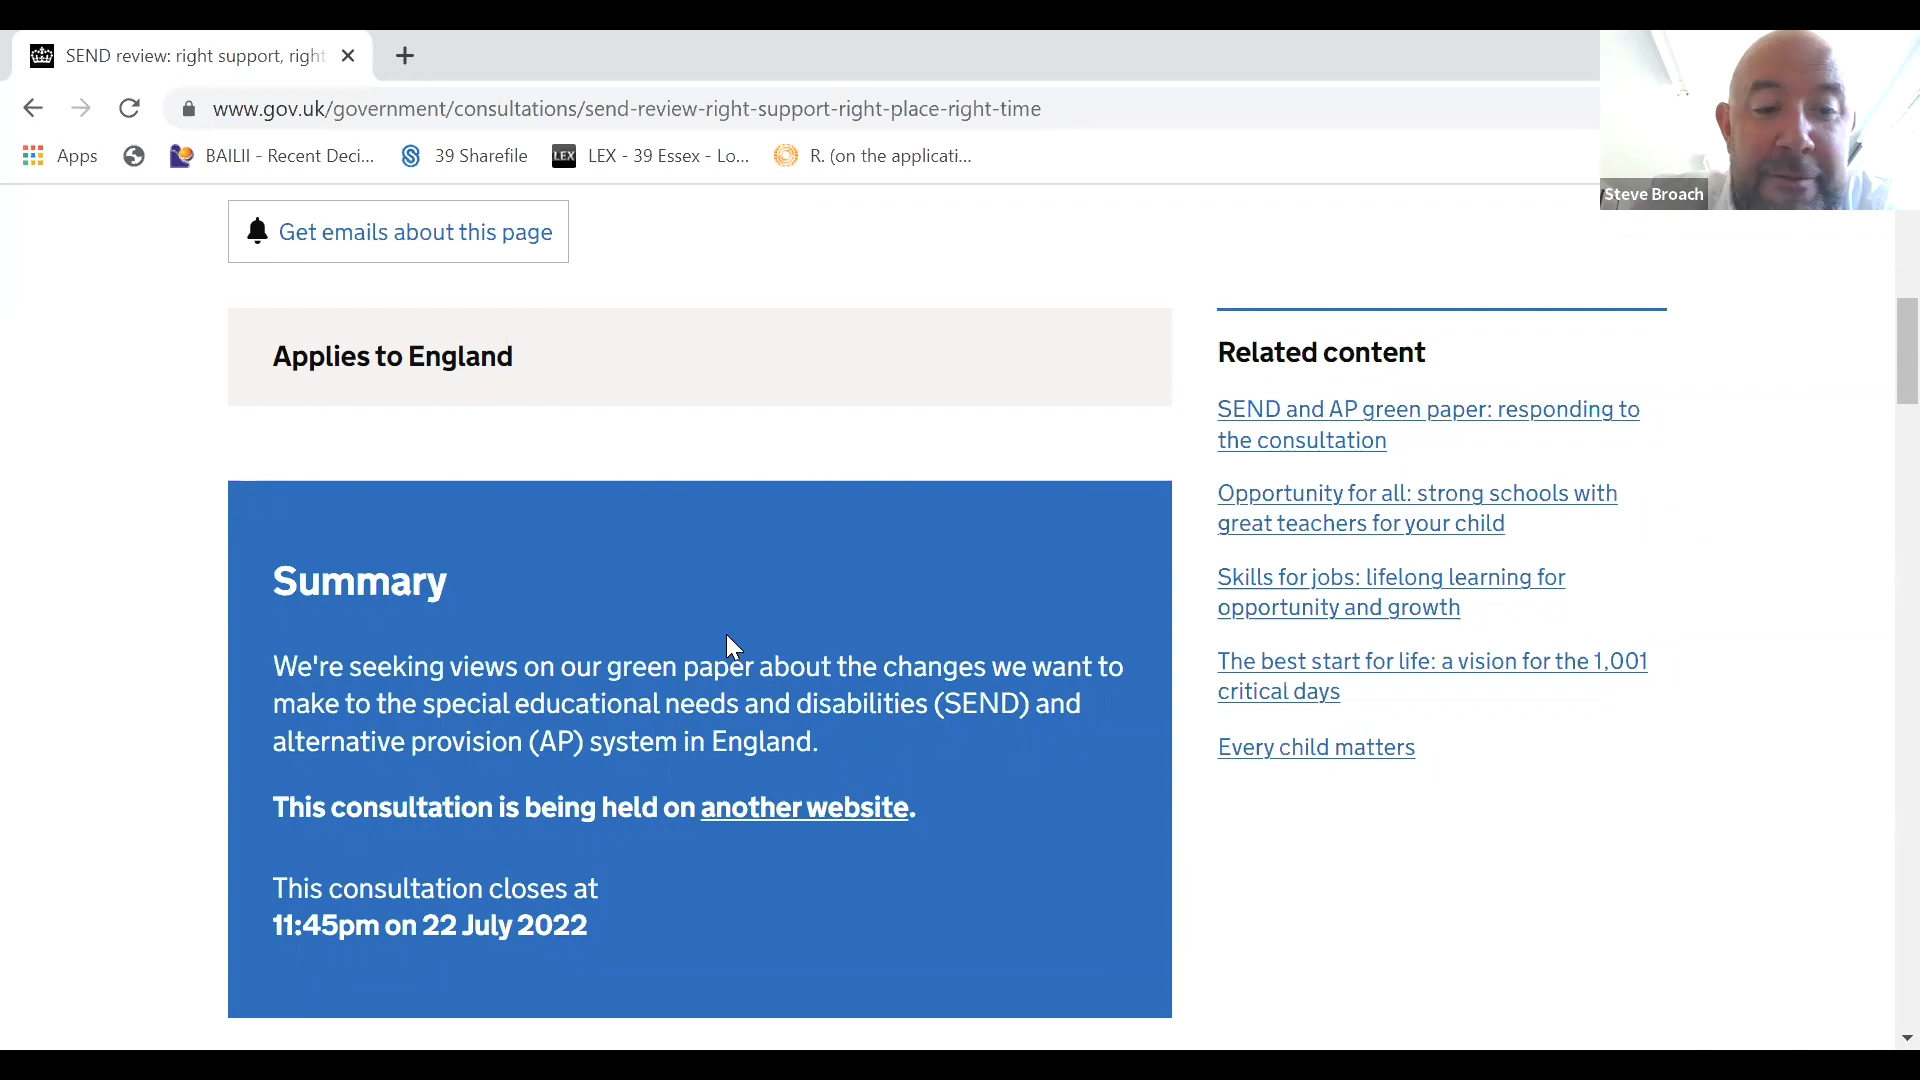 SEND review: right support, right
www.gov.uk/government/consultations/send-review-right-support-right-place-right-time
Apps
BAILII - Recent Deci...
39 Sharefile
LEX
LEX - 39 Essex - Lo...
R. (on the applicati...
Steve Broach
Get emails about this page
Applies to England
Summary
We're seeking views on our green paper about the changes we want to
make to the special educational needs and disabilities (SEND) and
alternative provision (AP) system in England.
This consultation is being held on another website.
This consultation closes at
11:45pm on 22 July 2022
Related content
SEND and AP green paper: responding to
the consultation
Opportunity for all: strong schools with
great teachers for your child
Skills for jobs: lifelong learning for
opportunity and growth
The best start for life: a vision for the 1,001
critical days
Every child matters